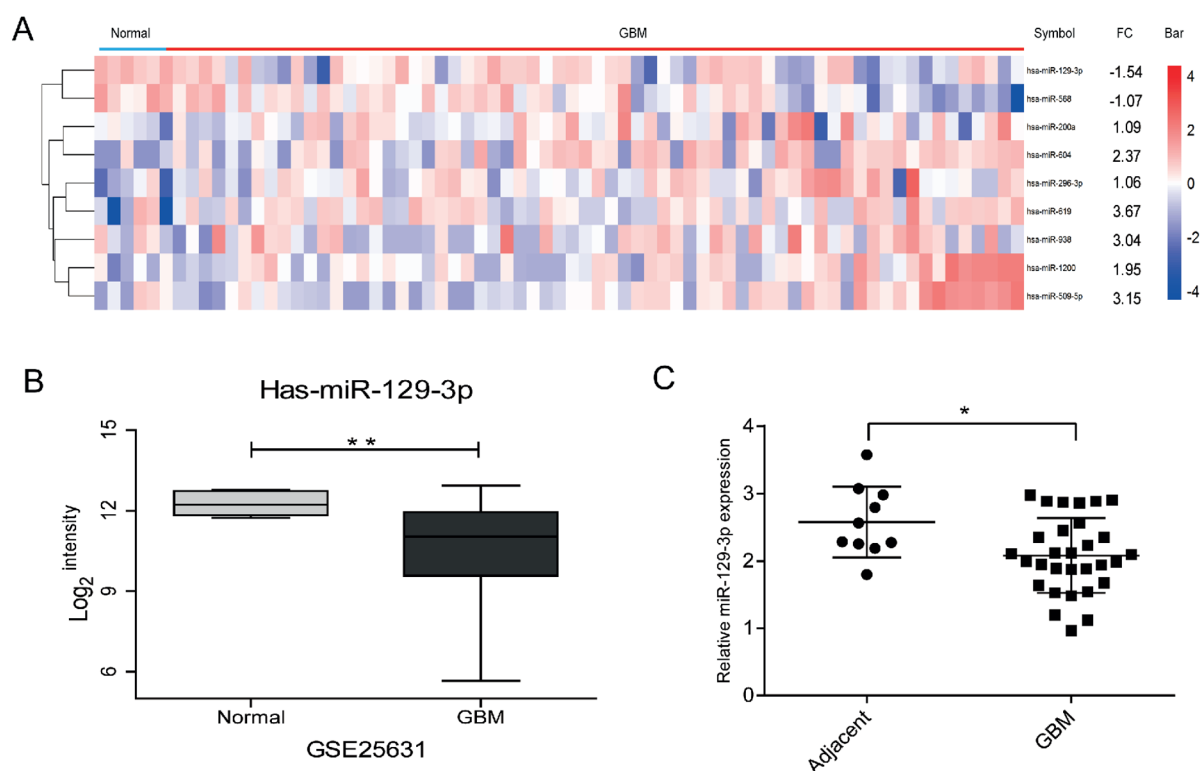 A
Normal GBM Symbol FC Bar
hsa-miR-129-3p -1.54
hsa-miR-568 -1.07
hsa-miR-200a 1.09
hsa-miR-604 2.37
hsa-miR-296-3p 1.06
hsa-miR-619 3.67
hsa-miR-938 3.04
hsa-miR-1200 1.95
hsa-miR-509-5p 3.15
4
2
0
-2
-4
B
Has-miR-129-3p
**
Log2 intensity
15
12
9
6
Normal GBM
GSE25631
C
*
Relative miR-129-3p expression
4
3
2
1
0
Adjacent GBM